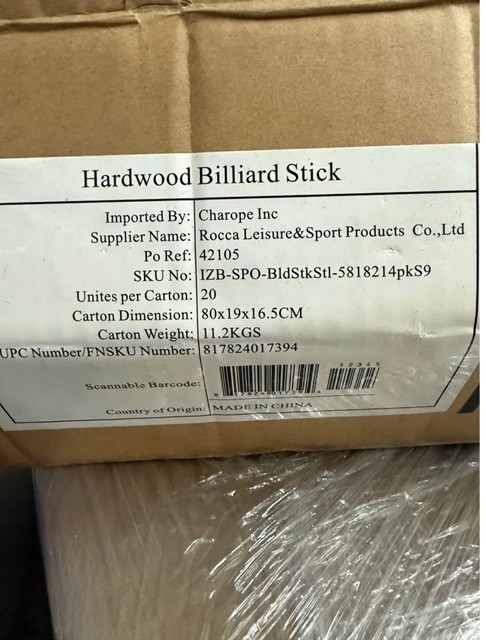 Hardwood Billiard Stick
Imported By: Charope Inc
Supplier Name: Rocca Leisure&Sport Products Co.,Ltd
Po Ref: 42105
SKU No: IZB-SPO-BldStkStl-5818214pkS9
Unites per Carton: 20
Carton Dimension: 80x19x16.5CM
Carton Weight: 11.2KGS
UPC Number/FNSKU Number: 817824017394
Scannable Barcode:
12345
Country of Origin: MADE IN CHINA